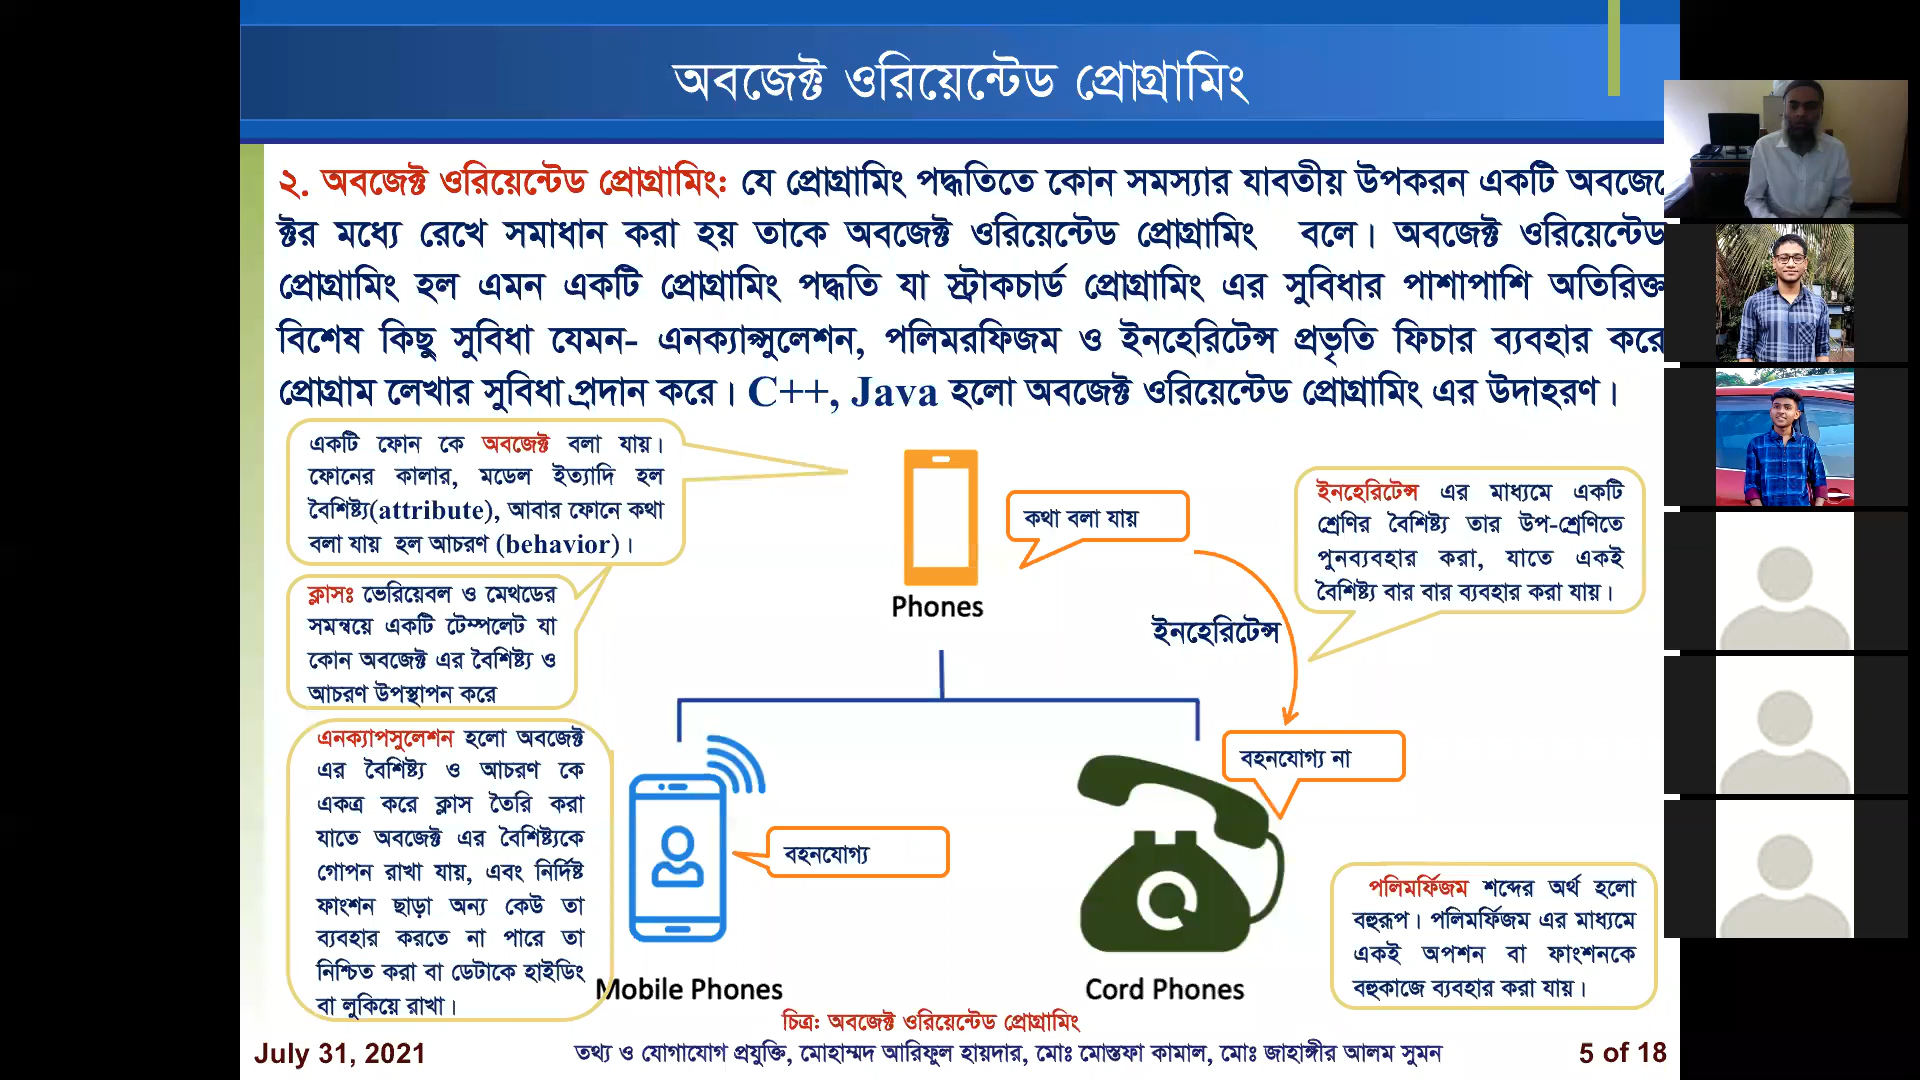 অবজেক্ট ওরিয়েন্টেড প্রোগ্রামিং
২. অবজেক্ট ওরিয়েন্টেড প্রোগ্রামিং: যে প্রোগ্রামিং পদ্ধতিতে কোন সমস্যার যাবতীয় উপকরন একটি অবজে
ক্টর মধ্যে রেখে সমাধান করা হয় তাকে অবজেক্ট ওরিয়েন্টেড প্রোগ্রামিং বলে। অবজেক্ট ওরিয়েন্টেড
প্রোগ্রামিং হল এমন একটি প্রোগ্রামিং পদ্ধতি যা স্ট্রাকচার্ড প্রোগ্রামিং এর সুবিধার পাশাপাশি অতিরিক্ত
বিশেষ কিছু সুবিধা যেমন- এনক্যাপ্সুলেশন, পলিমরফিজম ও ইনহেরিটেন্স প্রভৃতি ফিচার ব্যবহার করে
প্রোগ্রাম লেখার সুবিধা প্রদান করে। C++, Java হলো অবজেক্ট ওরিয়েন্টেড প্রোগ্রামিং এর উদাহরণ।
একটি ফোন কে অবজেক্ট বলা যায়।
ফোনের কালার, মডেল ইত্যাদি হল
বৈশিষ্ট্য(attribute), আবার ফোনে কথা
বলা যায় হল আচরণ (behavior)।
ক্লাসঃ ভেরিয়েবল ও মেথডের
সমন্বয়ে একটি টেম্পলেট যা
কোন অবজেক্ট এর বৈশিষ্ট্য ও
আচরণ উপস্থাপন করে
এনক্যাপসুলেশন হলো অবজেক্ট
এর বৈশিষ্ট্য ও আচরণ কে
একত্র করে ক্লাস তৈরি করা
যাতে অবজেক্ট এর বৈশিষ্ট্যকে
গোপন রাখা যায়, এবং নির্দিষ্ট
ফাংশন ছাড়া অন্য কেউ তা
ব্যবহার করতে না পারে তা
নিশ্চিত করা বা ডেটাকে হাইডিং
বা লুকিয়ে রাখা।
Phones
কথা বলা যায়
ইনহেরিটেন্স
ইনহেরিটেন্স এর মাধ্যমে একটি
শ্রেণির বৈশিষ্ট্য তার উপ-শ্রেণিতে
পুনব্যবহার করা, যাতে একই
বৈশিষ্ট্য বার বার ব্যবহার করা যায়।
বহনযোগ্য
বহনযোগ্য না
Mobile Phones
Cord Phones
পলিমর্ফিজম শব্দের অর্থ হলো
বহুরূপ। পলিমর্ফিজম এর মাধ্যমে
একই অপশন বা ফাংশনকে
বহুকাজে ব্যবহার করা যায়।
চিত্র: অবজেক্ট ওরিয়েন্টেড প্রোগ্রামিং
July 31, 2021
তথ্য ও যোগাযোগ প্রযুক্তি, মোহাম্মদ আরিফুল হায়দার, মোঃ মোস্তফা কামাল, মোঃ জাহাঙ্গীর আলম সুমন
5 of 18